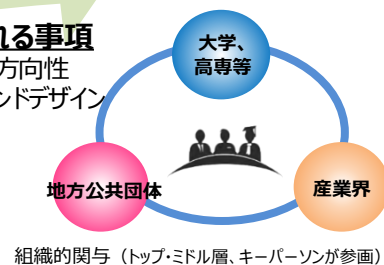 れる事項
方向性
ンドデザイン
大学、
高専等
地方公共団体
産業界
組織的関与（トップ・ミドル層、キーパーソンが参画）